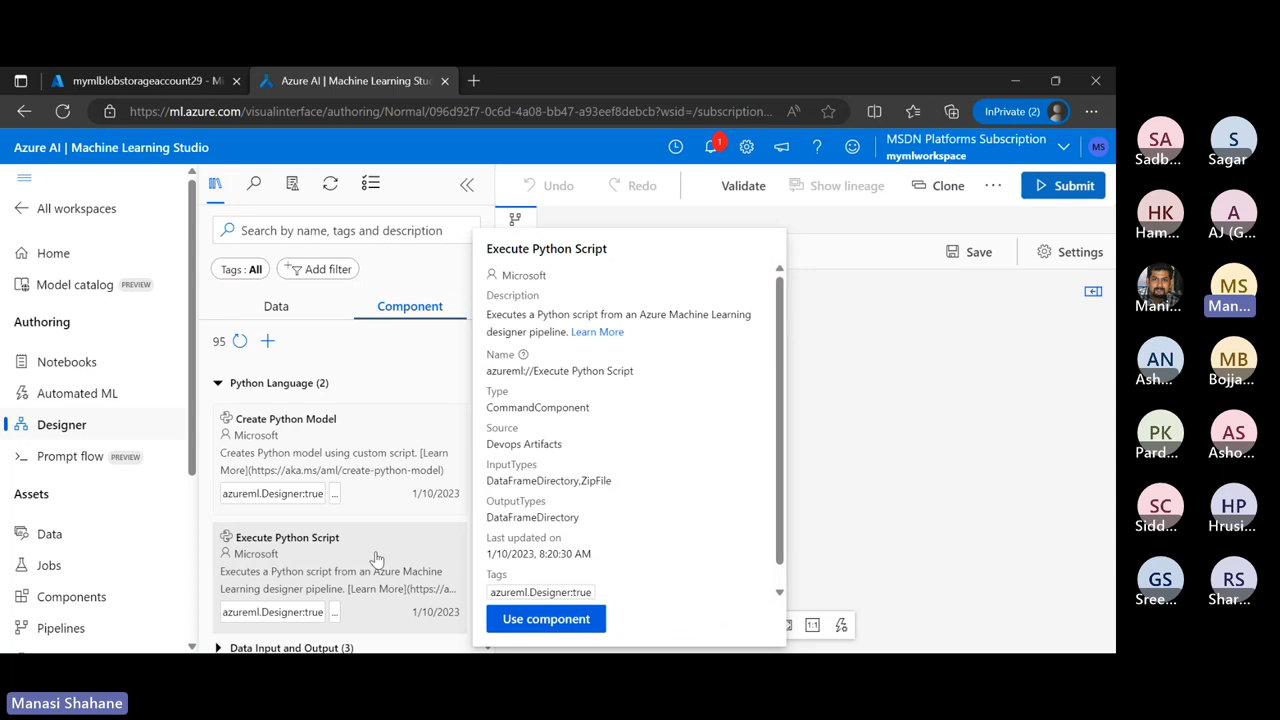 mymlblobstorageaccount29 - Mi
Azure AI | Machine Learning Stud
https://ml.azure.com/visualinterface/authoring/Normal/096d92f7-0c6d-4a08-bb47-a93eef8debcb?wsid=/subscription...
InPrivate (2)
Azure AI | Machine Learning Studio
1
MSDN Platforms Subscription
mymlworkspace
MS
All workspaces
Home
Model catalog PREVIEW
Authoring
Notebooks
Automated ML
Designer
Prompt flow PREVIEW
Assets
Data
Jobs
Components
Pipelines
Undo
Redo
Validate
Show lineage
Clone
Submit
Search by name, tags and description
Tags : All
Add filter
Data
Component
95
Python Language (2)
Create Python Model
Microsoft
Creates Python model using custom script. [Learn
More](https://aka.ms/aml/create-python-model)
azureml.Designer:true
...
1/10/2023
Execute Python Script
Microsoft
Executes a Python script from an Azure Machine
Learning designer pipeline. [Learn More](https://a...
azureml.Designer:true
...
1/10/2023
Data Input and Output (3)
Save
Settings
Execute Python Script
Microsoft
Description
Executes a Python script from an Azure Machine Learning
designer pipeline. Learn More
Name
azureml://Execute Python Script
Type
CommandComponent
Source
Devops Artifacts
InputTypes
DataFrameDirectory,ZipFile
OutputTypes
DataFrameDirectory
Last updated on
1/10/2023, 8:20:30 AM
Tags
azureml.Designer:true
Use component
1:1
SA
Sadb...
S
Sagar
HK
Ham...
A
AJ (G...
Mani...
MS
Man...
AN
Ash...
MB
Bojja...
PK
Pard...
AS
Asho...
SC
Sidd...
HP
Hrusi...
GS
Sree...
RS
Shar...
Manasi Shahane